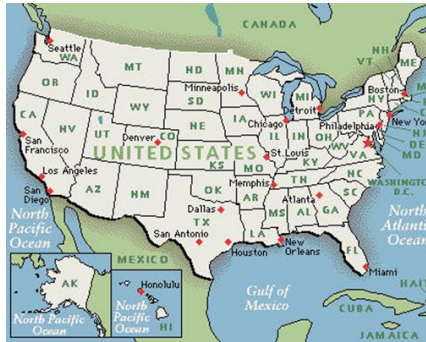 CANADA
Seattle
WA
MT
ND
MN
NH
VT
ME
OR
ID
Minneapolis
WI
MI
Boston
SD
NY
WY
Detroit
CA
NV
UT
NE
IA
Chicago
IL
IN
OH
PA
New York
Philadelphia
Denver
CO
UNITED STATES
San
Francisco
KS
St.Louis
MO
WV
VA
KY
DE
MD
Los Angeles
San
Diego
AZ
NM
OK
AR
Memphis
TN
NC
SC
WASHINGTON
D.C.
Dallas
TX
MS
AL
GA
Atlanta
North
Pacific
Ocean
San Antonio
Houston
LA
New
Orleans
North
Atlantic
Ocean
FL
MEXICO
Miami
AK
North Pacific
Ocean
Honolulu
North
Pacific
Ocean
HI
Gulf of
Mexico
CUBA
HAITI
JAMAICA